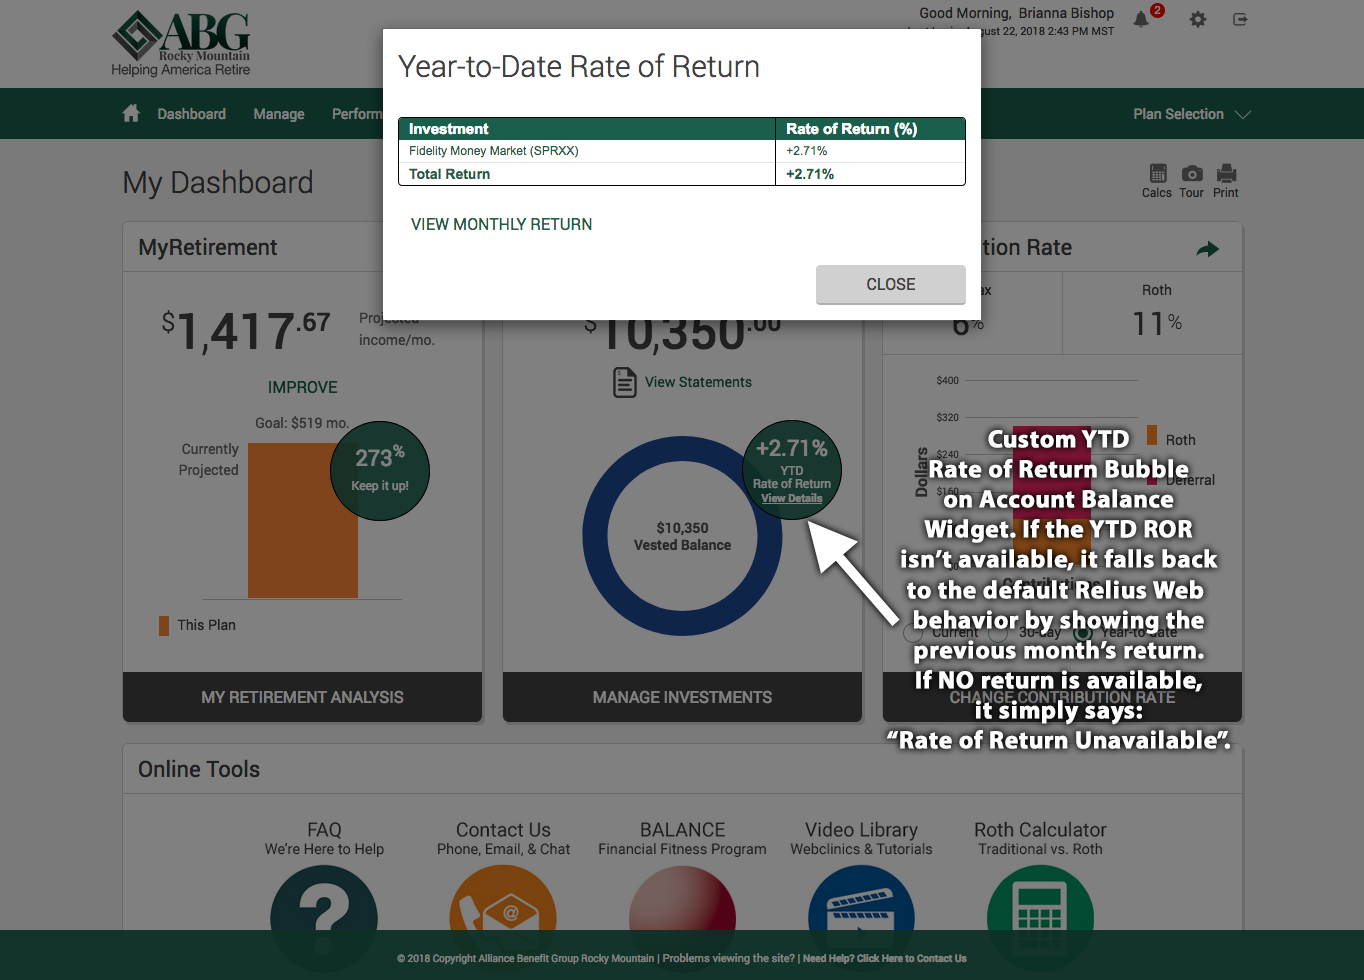 ABG
Rocky Mountain
Helping America Retire
Good Morning, Brianna Bishop
ugust 22, 2018 2:43 PM MST
2
Dashboard
Manage
Perform
Plan Selection
Year-to-Date Rate of Return
Investment
Rate of Return (%)
Fidelity Money Market (SPRXX)
+2.71%
Total Return
+2.71%
VIEW MONTHLY RETURN
CLOSE
My Dashboard
Calcs
Tour
Print
MyRetirement
$1,417.67
Projected
income/mo.
IMPROVE
Goal: $519 mo.
Currently
Projected
273%
Keep it up!
This Plan
MY RETIREMENT ANALYSIS
$10,350.00
View Statements
+2.71%
YTD
Rate of Return
View Details
$10,350
Vested Balance
MANAGE INVESTMENTS
tion Rate
ax
6%
Roth
11%
$400
$320
$240
$160
Dollars
Roth
Deferral
Contributions
Current
30-day
Year-to-date
CHANGE CONTRIBUTION RATE
Custom YTD
Rate of Return Bubble
on Account Balance
Widget. If the YTD ROR
isn't available, it falls back
to the default Relius Web
behavior by showing the
previous month's return.
If NO return is available,
it simply says:
“Rate of Return Unavailable”.
Online Tools
FAQ
We're Here to Help
Contact Us
Phone, Email, & Chat
BALANCE
Financial Fitness Program
Video Library
Webclinics & Tutorials
Roth Calculator
Traditional vs. Roth
?
@
© 2018 Copyright Alliance Benefit Group Rocky Mountain | Problems viewing the site? | Need Help? Click Here to Contact Us